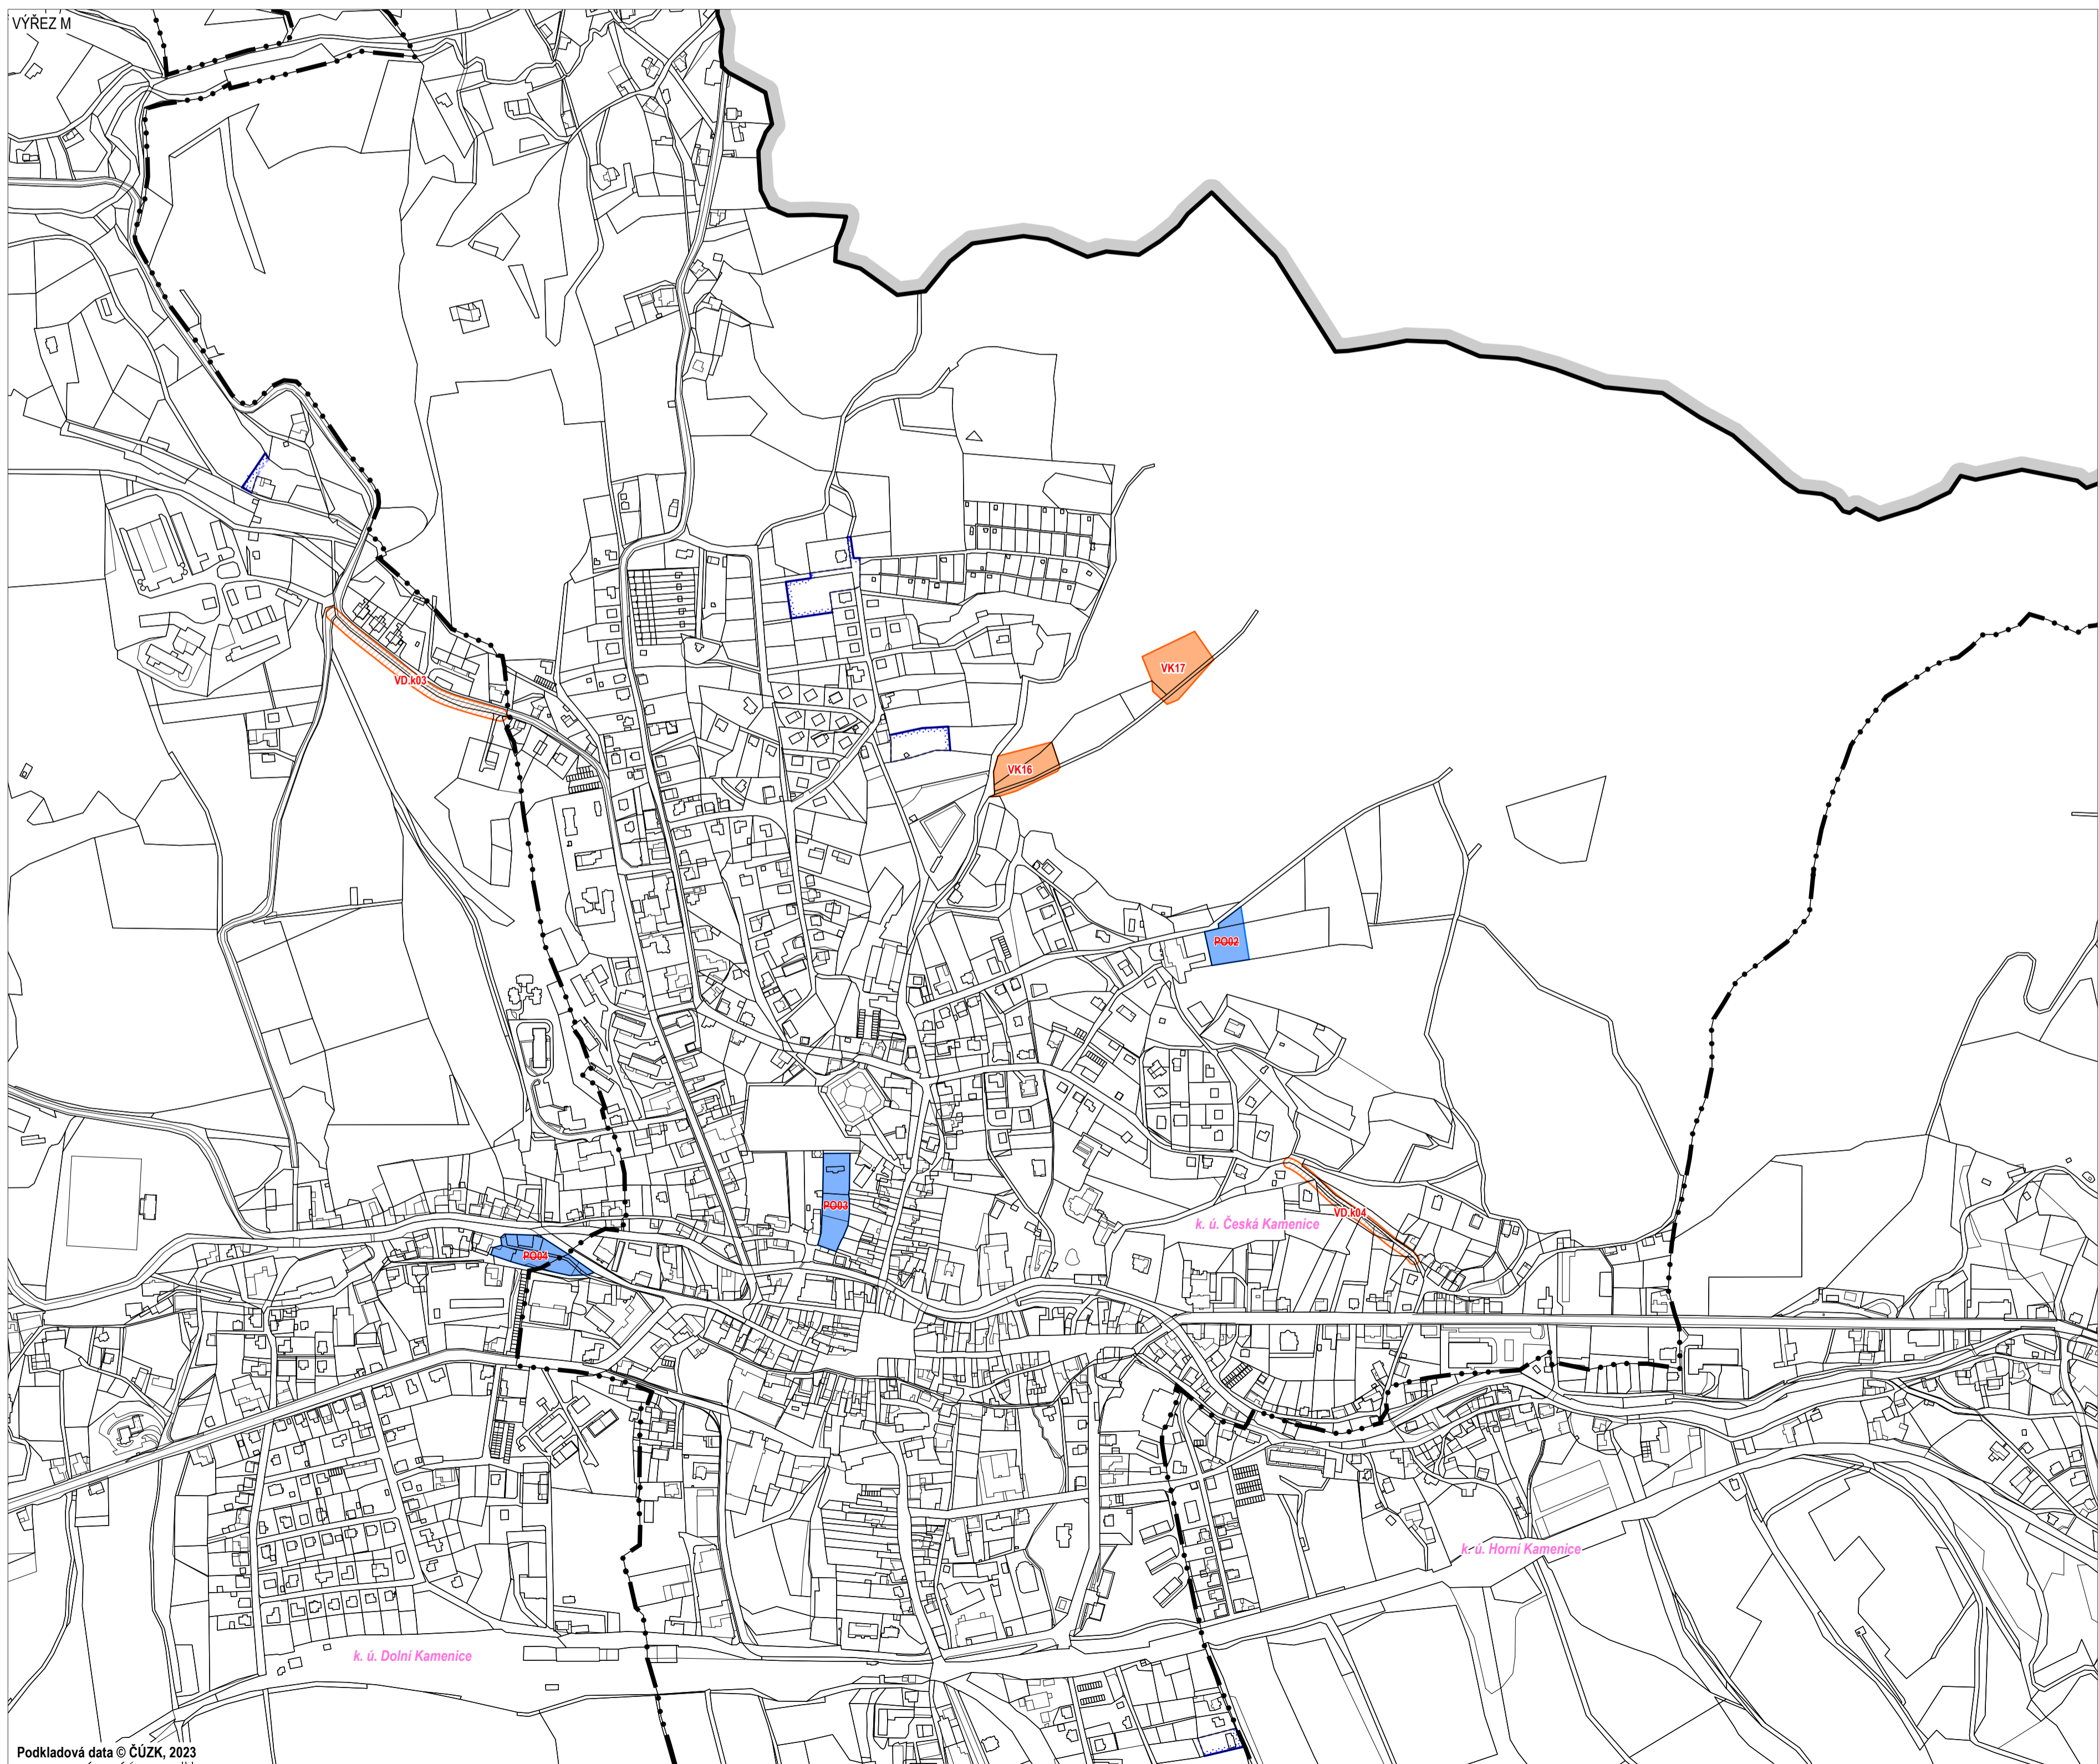 VÝŘEZ M
VD.k03
VK17
VK16
PO02
PO03
k. ú. Česká Kamenice
VD.k04
PO04
k. ú. Horní Kamenice
k. ú. Dolní Kamenice
Podkladová data © ČÚZK, 2023